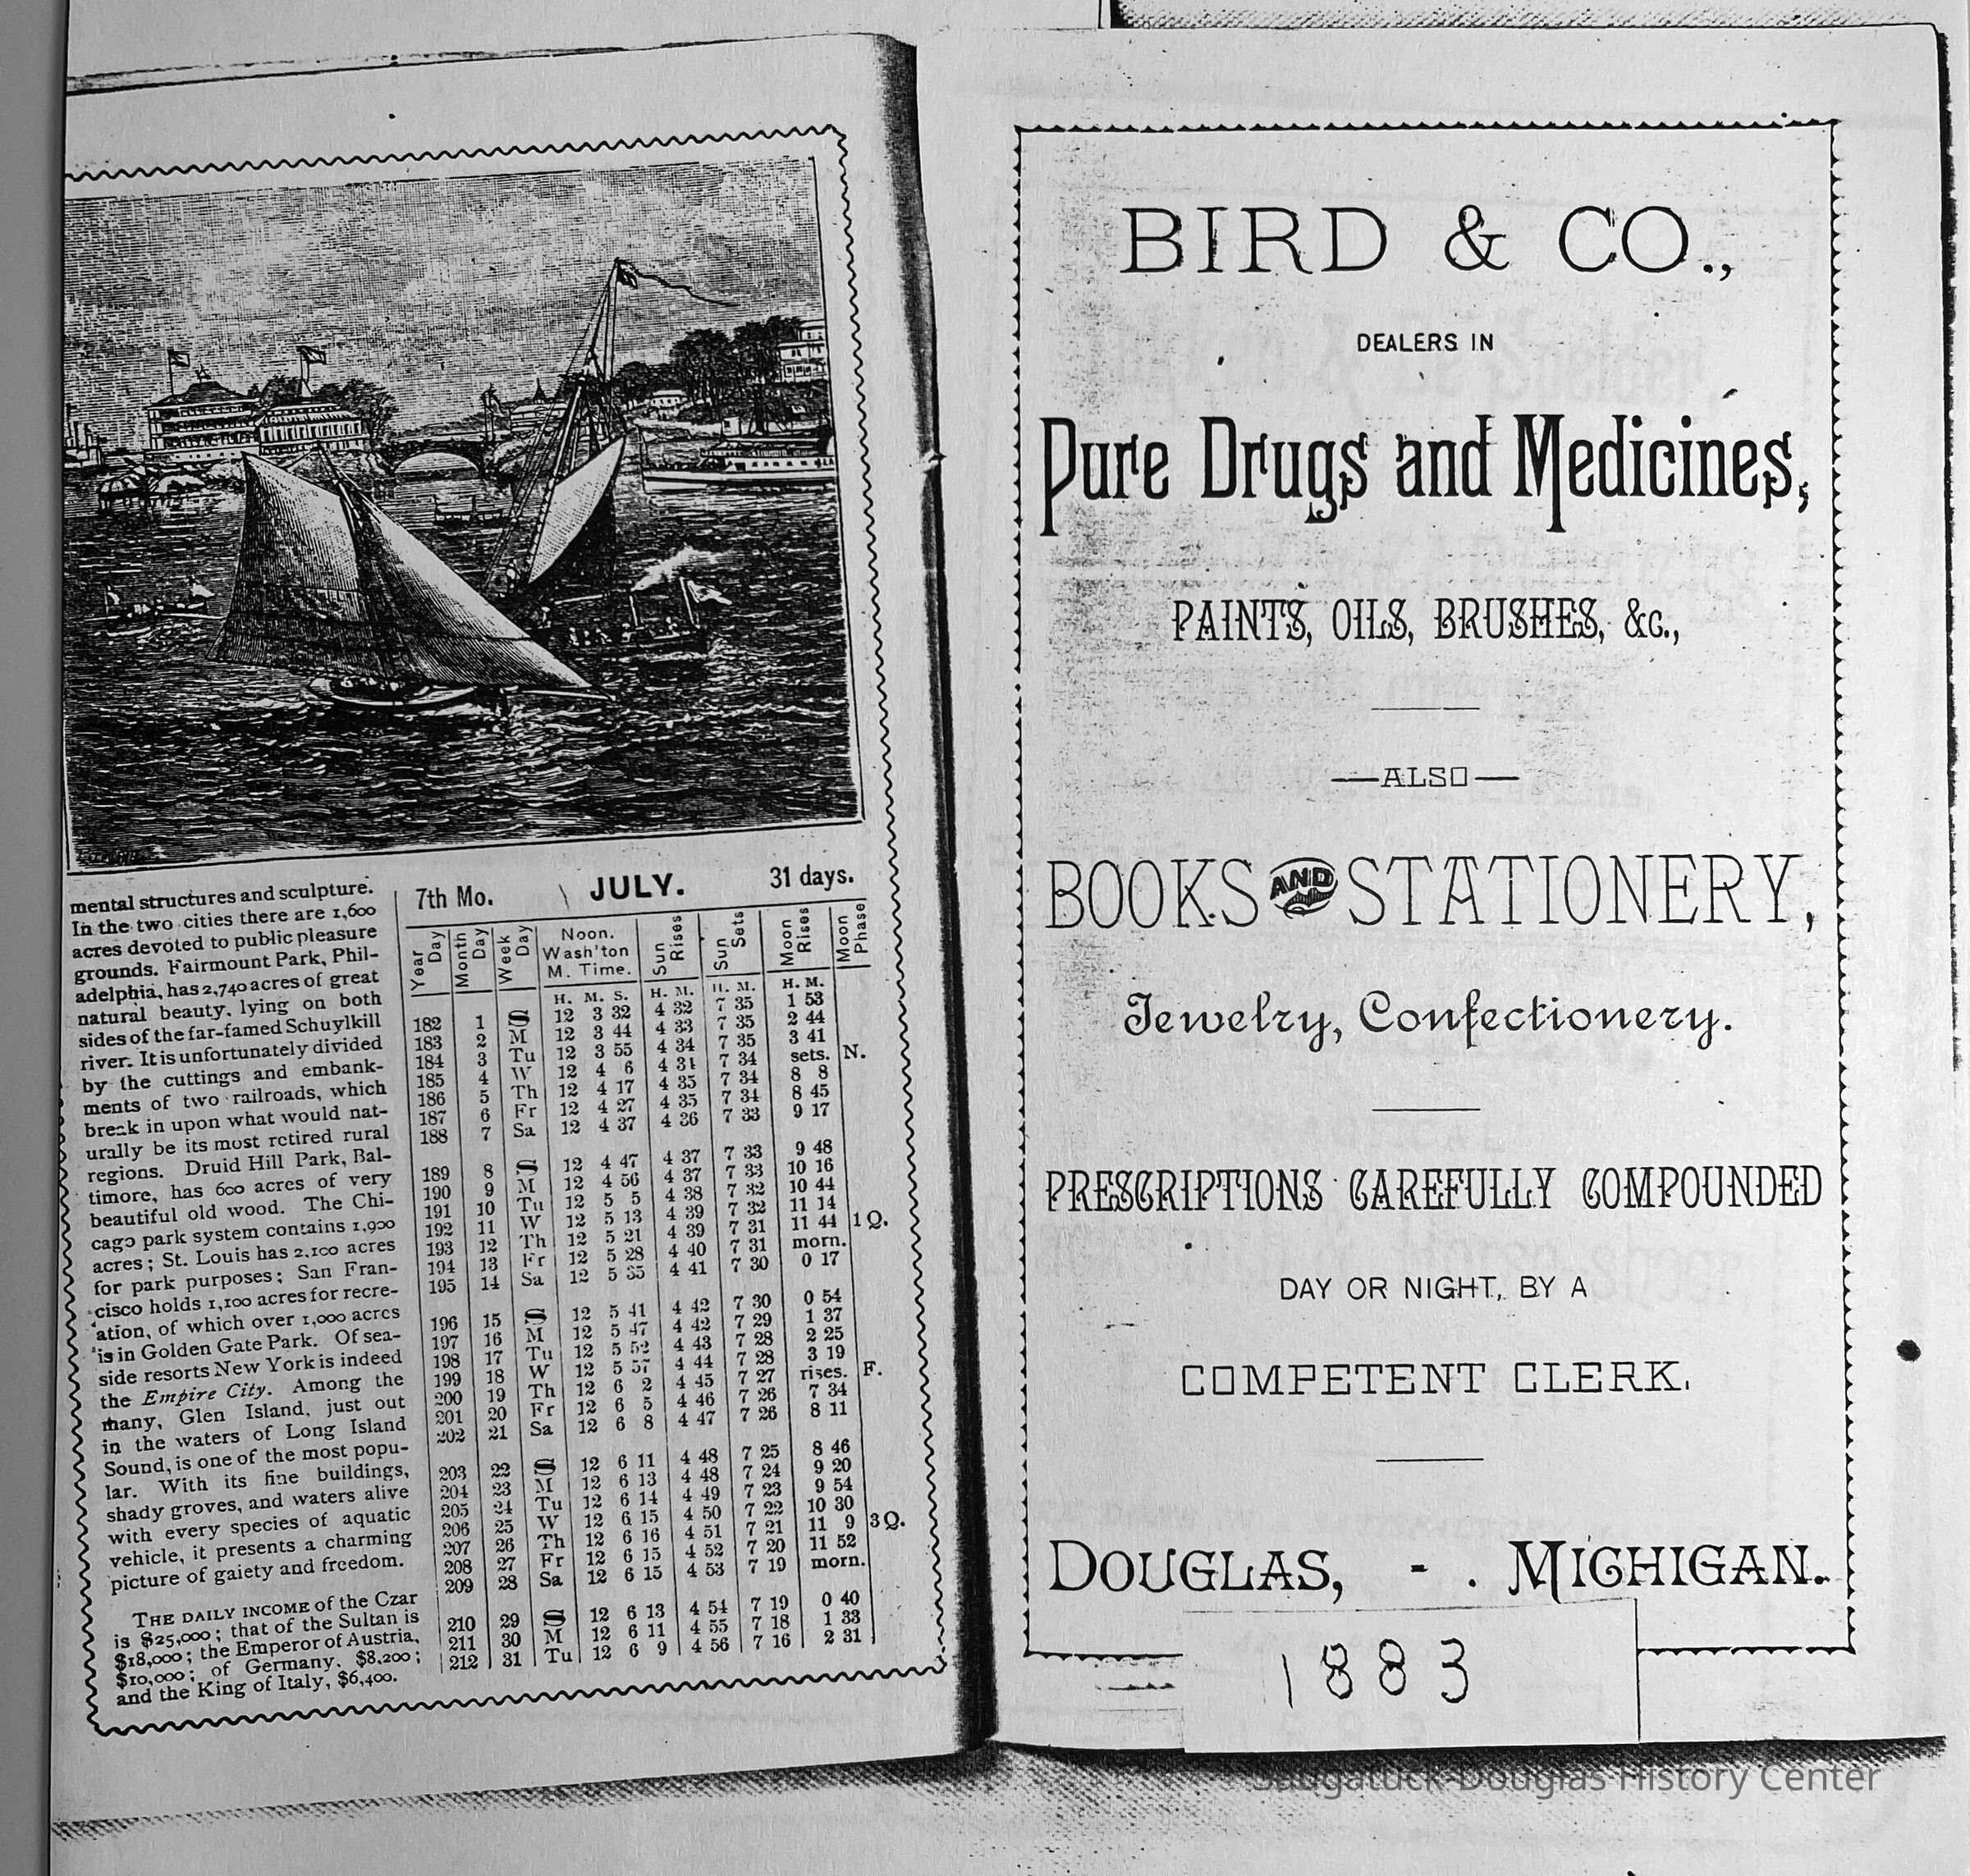 mental structures and sculpture.
In the two cities there are 1,600
acres devoted to public pleasure
grounds. Fairmount Park, Phil-
adelphia, has 2,740 acres of great
natural beauty, lying on both
sides of the far-famed Schuylkill
river. It is unfortunately divided
by the cuttings and embank-
ments of two railroads, which
break in upon what would nat-
urally be its most retired rural
regions. Druid Hill Park, Bal-
timore, has 600 acres of very
beautiful old wood. The Chi-
cago park system contains 1,900
acres; St. Louis has 2,100 acres
for park purposes; San Fran-
cisco holds 1,100 acres for recre-
ation, of which over 1,000 acres
is in Golden Gate Park. Of sea-
side resorts New York is indeed
the Empire City. Among the
many, Glen Island, just out
in the waters of Long Island
Sound, is one of the most popu-
lar. With its fine buildings,
shady groves, and waters alive
with every species of aquatic
vehicle, it presents a charming
picture of gaiety and freedom.
THE DAILY INCOME of the Czar
is $25,000; that of the Sultan is
$18,000; the Emperor of Austria,
$10,000; of Germany, $8,200;
and the King of Italy, $6,400.
7th Mo. JULY. 31 days.
Year Day Month Day Week Day Noon. Wash'ton M. Time. Sun Rises Sun Sets Moon Rises Moon Phase
H. M. S. H. M. H. M. H. M.
182 1 S 12 3 32 4 32 7 35 1 53
183 2 M 12 3 44 4 33 7 35 2 44
184 3 Tu 12 3 55 4 34 7 35 3 41
185 4 W 12 4 6 4 34 7 34 sets. N.
186 5 Th 12 4 17 4 35 7 34 8 8
187 6 Fr 12 4 27 4 35 7 34 8 45
188 7 Sa 12 4 37 4 36 7 33 9 17
189 8 S 12 4 47 4 37 7 33 9 48
190 9 M 12 4 56 4 37 7 33 10 16
191 10 Tu 12 5 5 4 38 7 32 10 44
192 11 W 12 5 13 4 39 7 32 11 14
193 12 Th 12 5 21 4 39 7 31 11 44 1 Q.
194 13 Fr 12 5 28 4 40 7 31 morn.
195 14 Sa 12 5 35 4 41 7 30 0 17
196 15 S 12 5 41 4 42 7 30 0 54
197 16 M 12 5 47 4 42 7 29 1 37
198 17 Tu 12 5 52 4 43 7 28 2 25
199 18 W 12 5 57 4 44 7 28 3 19
200 19 Th 12 6 2 4 45 7 27 rises. F.
201 20 Fr 12 6 5 4 46 7 26 7 34
202 21 Sa 12 6 8 4 47 7 26 8 11
203 22 S 12 6 11 4 48 7 25 8 46
204 23 M 12 6 13 4 48 7 24 9 20
205 24 Tu 12 6 14 4 49 7 23 9 54
206 25 W 12 6 15 4 50 7 22 10 30
207 26 Th 12 6 16 4 51 7 21 11 9 3 Q.
208 27 Fr 12 6 15 4 52 7 20 11 52
209 28 Sa 12 6 15 4 53 7 19 morn.
210 29 S 12 6 13 4 54 7 19 0 40
211 30 M 12 6 11 4 55 7 18 1 33
212 31 Tu 12 6 9 4 56 7 16 2 31
BIRD & CO.,
DEALERS IN
Pure Drugs and Medicines,
PAINTS, OILS, BRUSHES, &c.,
—ALSO—
BOOKS AND STATIONERY,
Jewelry, Confectionery.
PRESCRIPTIONS CAREFULLY COMPOUNDED
DAY OR NIGHT, BY A
COMPETENT CLERK.
DOUGLAS, - . MICHIGAN.
1883
Saugatuck-Douglas History Center